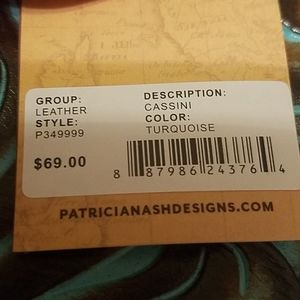 GROUP: DESCRIPTION:
LEATHER CASSINI
STYLE: COLOR:
P349999 TURQUOISE
$69.00
8 87986 24376 4
PATRICIANASHDESIGNS.COM